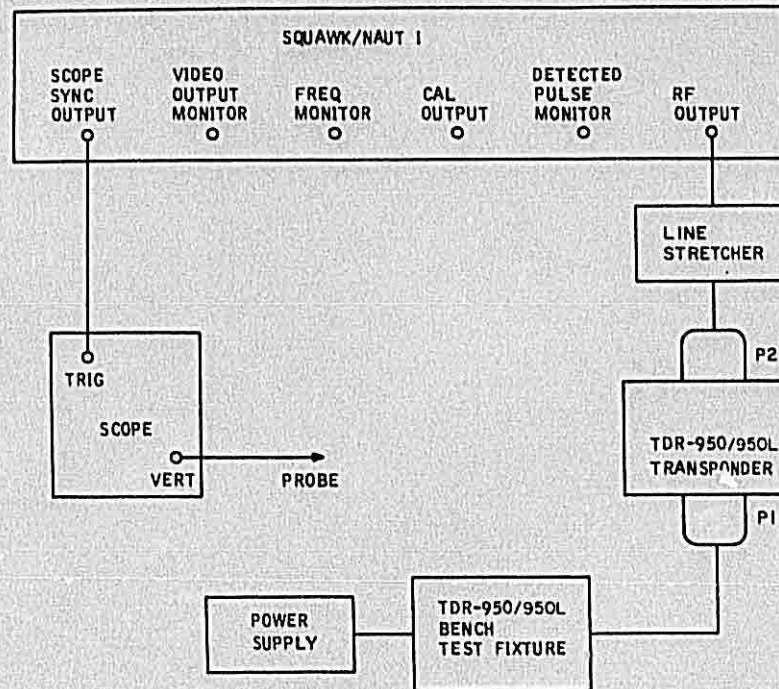 SQUAWK/NAUT I
SCOPE
SYNC
OUTPUT
VIDEO
OUTPUT
MONITOR
FREQ
MONITOR
CAL
OUTPUT
DETECTED
PULSE
MONITOR
RF
OUTPUT
LINE
STRETCHER
P2
TRIG
SCOPE
VERT
PROBE
TDR-950/950L
TRANSPONDER
P1
POWER
SUPPLY
TDR-950/950L
BENCH
TEST FIXTURE